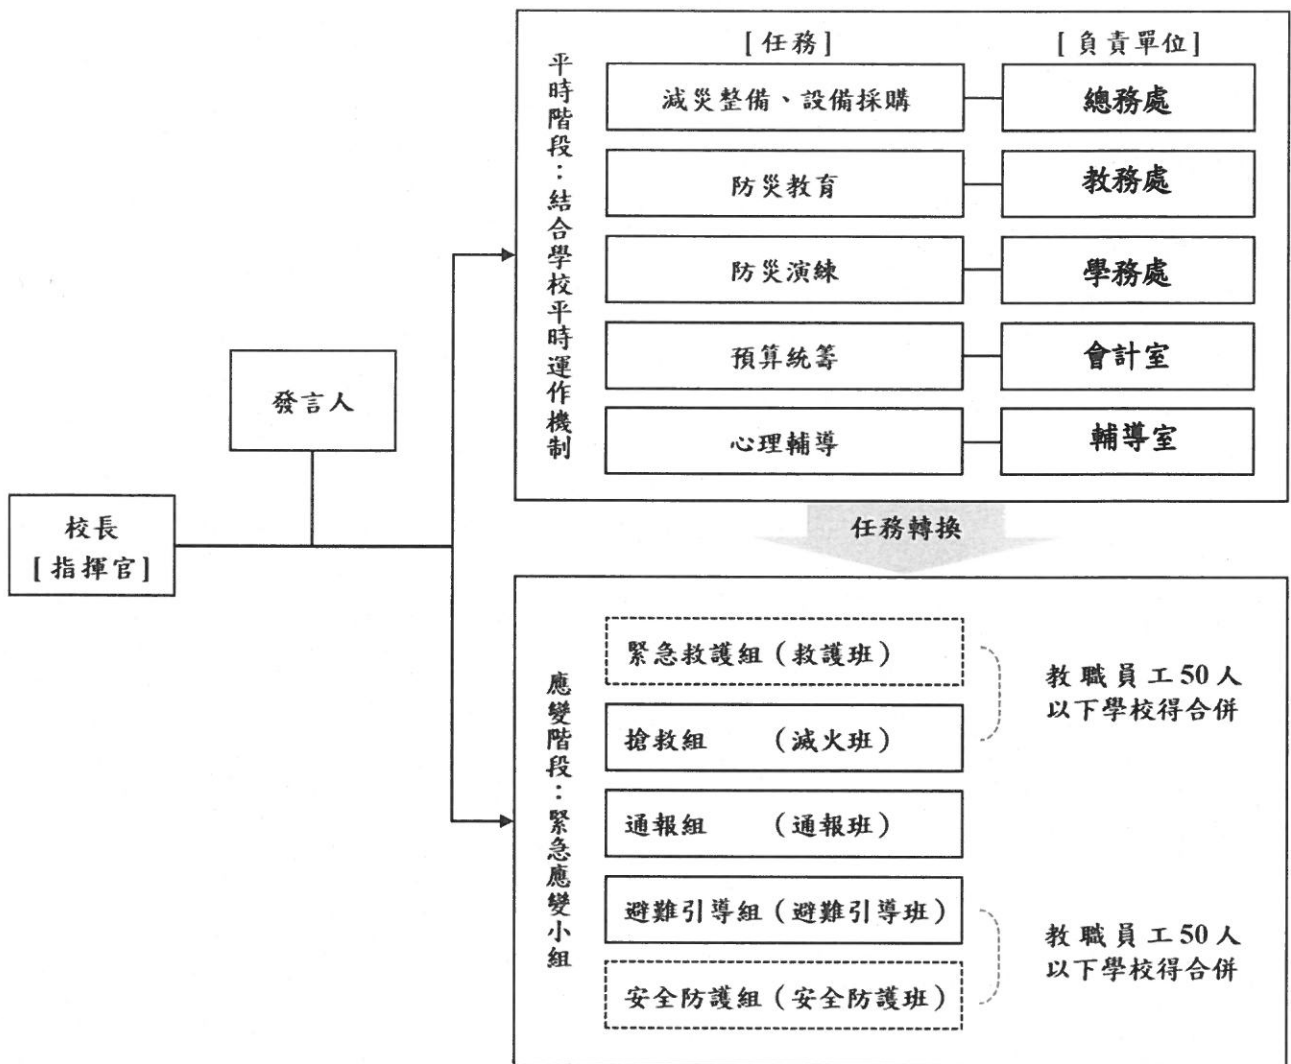 校長
[指揮官]
發言人
平時階段：結合學校平時運作機制
[任務]
[負責單位]
減災整備、設備採購
總務處
防災教育
教務處
防災演練
學務處
預算統籌
會計室
心理輔導
輔導室
任務轉換
應變階段：緊急應變小組
緊急救護組（救護班）
搶救組 （滅火班）
教職員工50人
以下學校得合併
通報組 （通報班）
避難引導組（避難引導班）
安全防護組（安全防護班）
教職員工50人
以下學校得合併